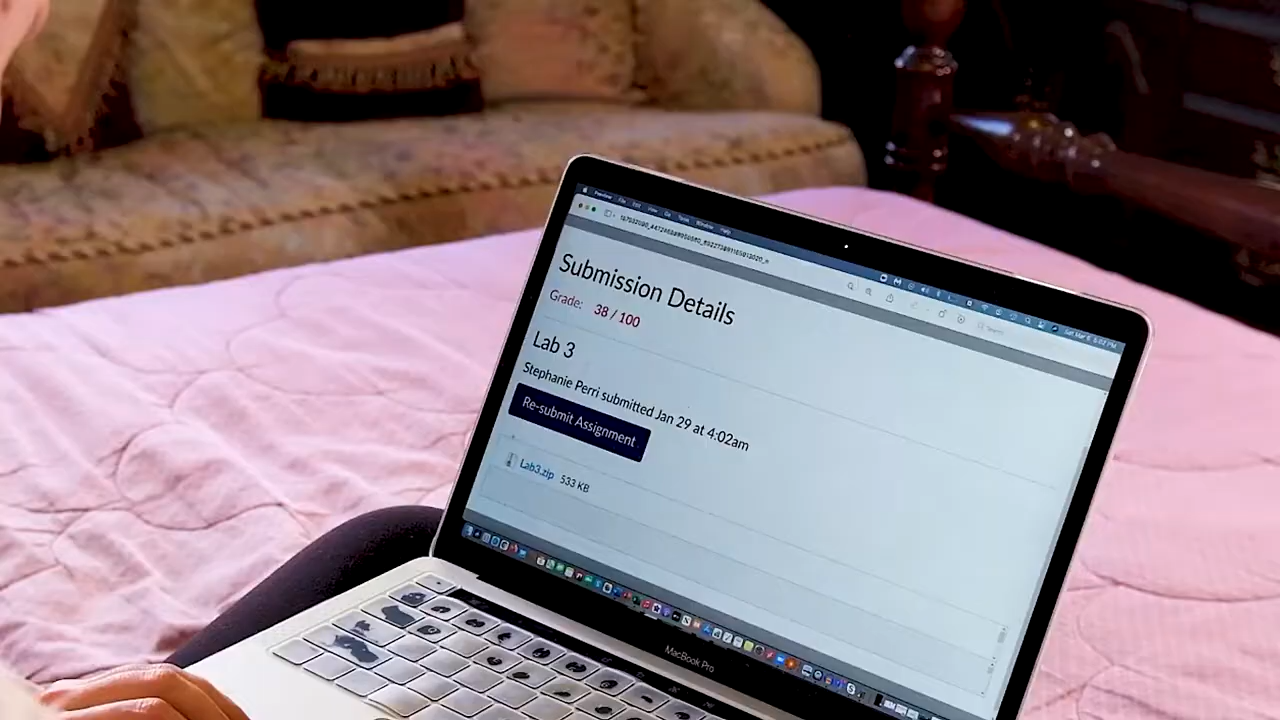 Submission Details
Grade: 38 / 100
Lab 3
Stephanie Perri submitted Jan 29 at 4:02am
Re-submit Assignment
Lab3.zip 533 KB
MacBook Pro